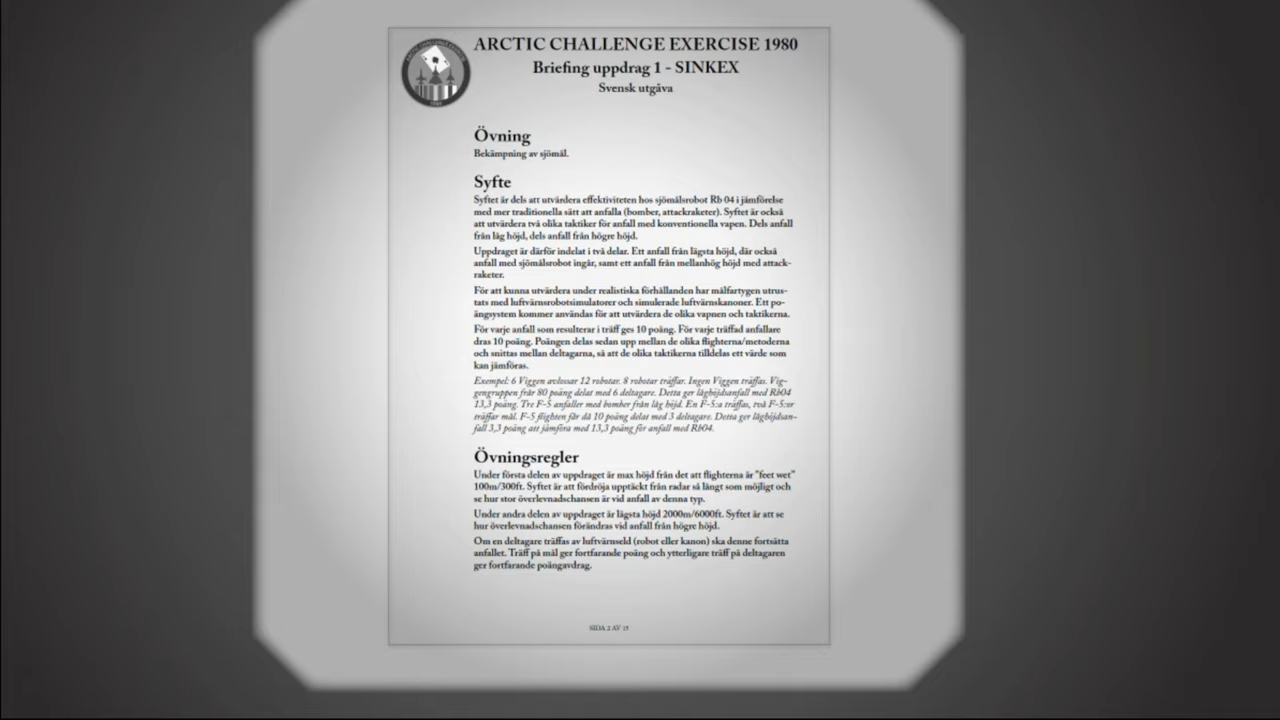 ARCTIC CHALLENGE EXERCISE 1980
Briefing uppdrag 1 - SINKEX
Svensk utgåva
Övning
Bekämpning av sjömål.
Syfte
Syftet är dels att utvärdera effektiviteten hos sjömålsrobot Rb 04 i jämförelse
med mer traditionella sätt att anfalla (bomber, attackraketer). Syftet är också
att utvärdera två olika taktiker för anfall med konventionella vapen. Dels anfall
från låg höjd, dels anfall från högre höjd.
Uppdraget är därför indelat i två delar. Ett anfall från lägsta höjd, där också
anfall med sjömålsrobot ingår, samt ett anfall från mellanhög höjd med attack-
raketer.
För att kunna utvärdera under realistiska förhållanden har målfartygen utrus-
tats med luftvärnsrobotsimulatorer och simulerade luftvärnskanoner. Ett po-
ängsystem kommer användas för att utvärdera de olika vapnen och taktikerna.
För varje anfall som resulterar i träff ges 10 poäng. För varje träffad anfallare
dras 10 poäng. Poängen delas sedan upp mellan de olika flighterna/metoderna
och snittas mellan deltagarna, så att de olika taktikerna tilldelas ett värde som
kan jämföras.
Exempel: 6 Viggen avlossar 12 robotar. 8 robotar träffar. Ingen Viggen träffas. Vig-
gengruppen får 80 poäng delat med 6 deltagare. Detta ger låghöjdsanfall med Rb04
13,3 poäng. Tre F-5 anfaller med bomber från låg höjd. En F-5:a träffas, två F-5:or
träffar mål. F-5 flighten får då 10 poäng delat med 3 deltagare. Detta ger låghöjdsan-
fall 3,3 poäng att jämföra med 13,3 poäng för anfall med Rb04.
Övningsregler
Under första delen av uppdraget är max höjd från det att flighterna är "feet wet"
100m/300ft. Syftet är att fördröja upptäckt från radar så långt som möjligt och
se hur stor överlevnadschansen är vid anfall av denna typ.
Under andra delen av uppdraget är lägsta höjd 2000m/6000ft. Syftet är att se
hur överlevnadschansen förändras vid anfall från högre höjd.
Om en deltagare träffas av luftvärnseld (robot eller kanon) ska denne fortsätta
anfallet. Träff på mål ger fortfarande poäng och ytterligare träff på deltagaren
ger fortfarande poängavdrag.
SIDA 2 AV 15